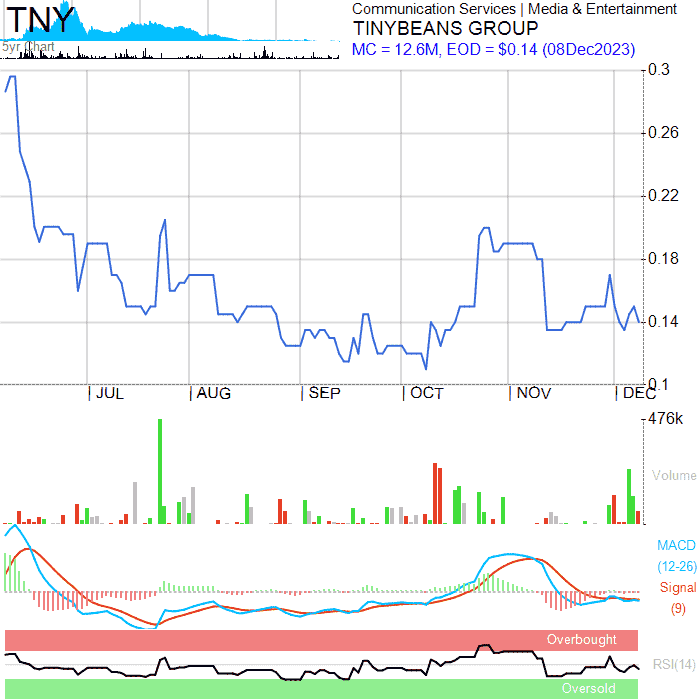 TNY
5yr Chart
Communication Services | Media & Entertainment
TINYBEANS GROUP
MC = 12.6M, EOD = $0.14 (08Dec2023)
0.3
0.26
0.22
0.18
0.14
0.1
JUL AUG SEP OCT NOV DEC
476k
Volume
MACD
(12-26)
Signal
(9)
Overbought
RSI(14)
Oversold